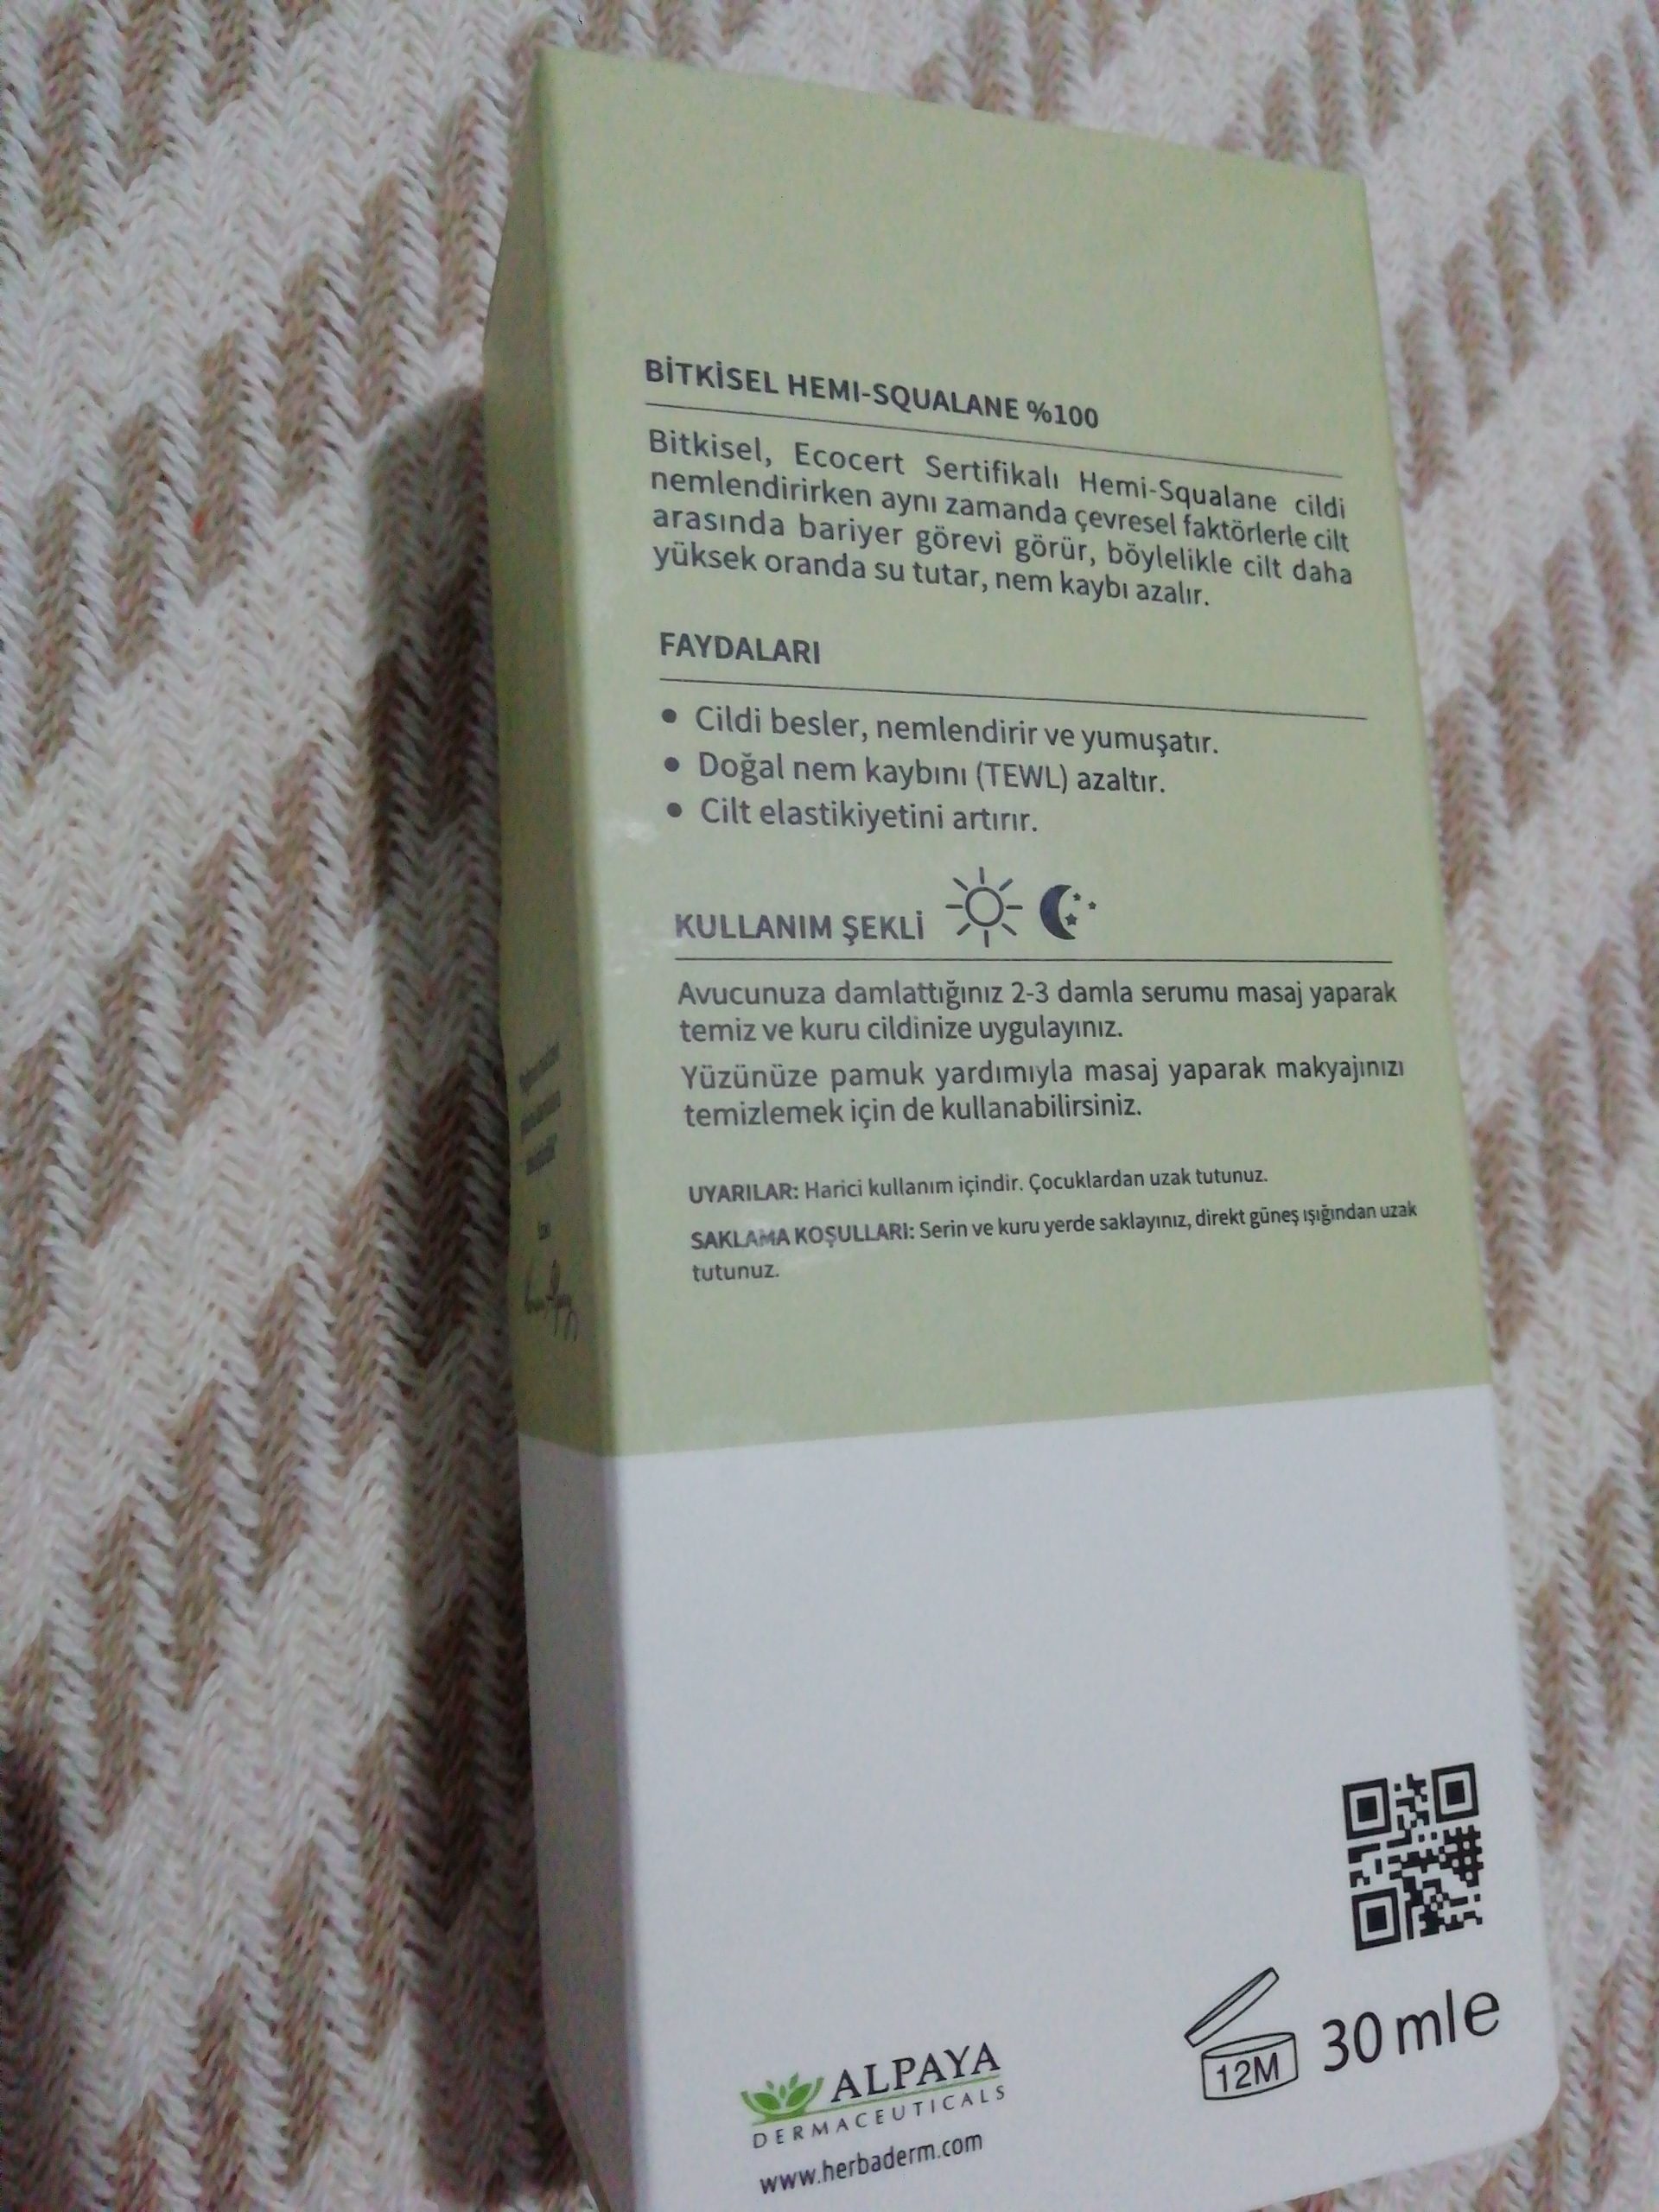 BİTKİSEL HEMI-SQUALANE %100
Bitkisel, Ecocert Sertifikalı Hemi-Squalane cildi
nemlendirirken aynı zamanda çevresel faktörlerle cilt
arasında bariyer görevi görür, böylelikle cilt daha
yüksek oranda su tutar, nem kaybı azalır.
FAYDALARI
• Cildi besler, nemlendirir ve yumuşatır.
• Doğal nem kaybını (TEWL) azaltır.
• Cilt elastikiyetini artırır.
KULLANIM ŞEKLİ
Avucunuza damlattığınız 2-3 damla serumu masaj yaparak
temiz ve kuru cildinize uygulayınız.
Yüzünüze pamuk yardımıyla masaj yaparak makyajınızı
temizlemek için de kullanabilirsiniz.
UYARILAR: Harici kullanım içindir. Çocuklardan uzak tutunuz.
SAKLAMA KOŞULLARI: Serin ve kuru yerde saklayınız, direkt güneş ışığından uzak
tutunuz.
12M 30 mle
ALPAYA
DERMACEUTICALS
www.herbaderm.com